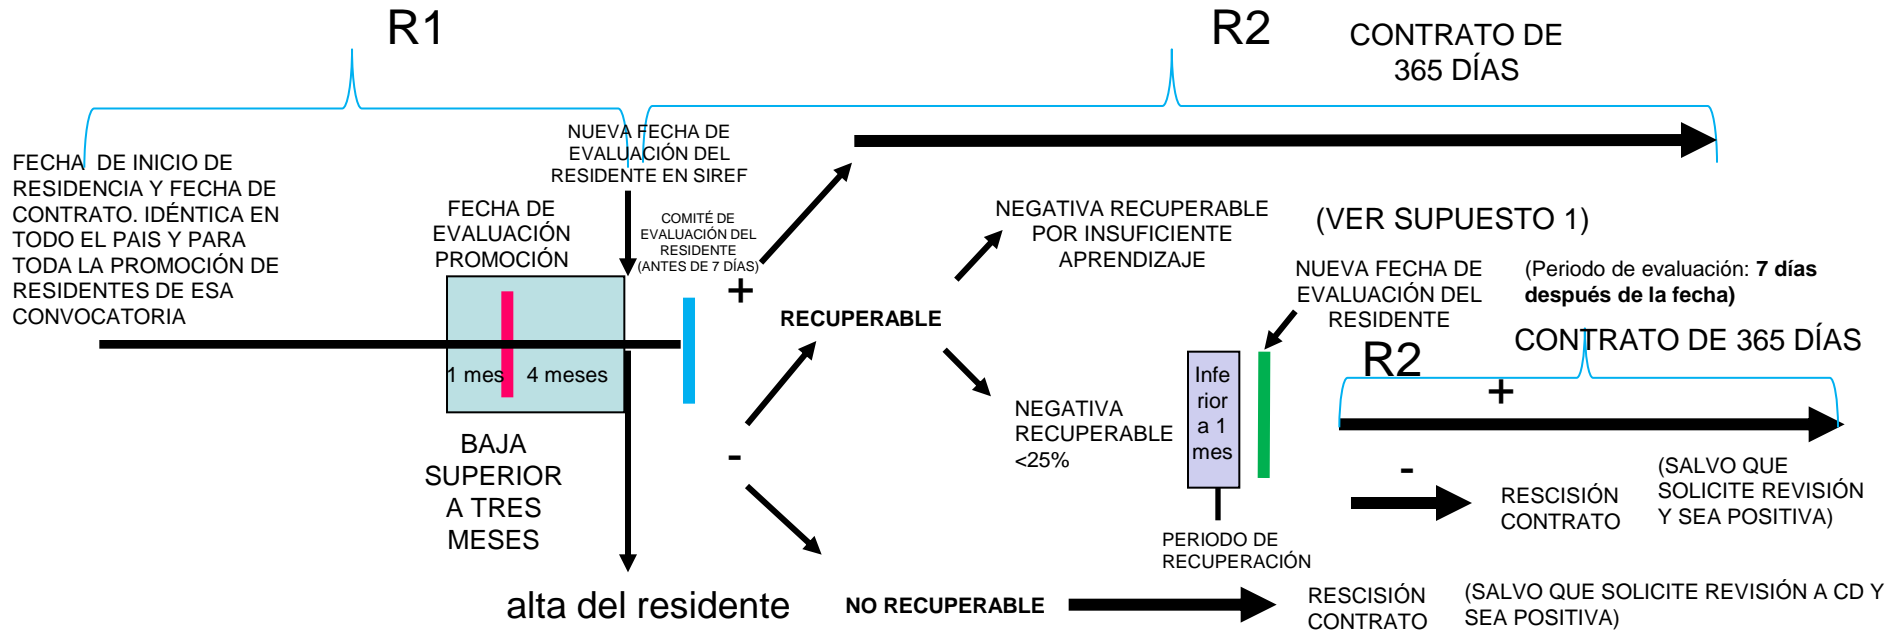 R1
R2
CONTRATO DE
365 DÍAS
FECHA DE INICIO DE
RESIDENCIA Y FECHA DE
CONTRATO. IDÉNTICA EN
TODO EL PAIS Y PARA
TODA LA PROMOCIÓN DE
RESIDENTES DE ESA
CONVOCATORIA
NUEVA FECHA DE
EVALUACIÓN DEL
RESIDENTE EN SIREF
FECHA DE
EVALUACIÓN
PROMOCIÓN
COMITÉ DE
EVALUACIÓN DEL
RESIDENTE
(ANTES DE 7 DÍAS)
+
1 mes
4 meses
BAJA
SUPERIOR
A TRES
MESES
alta del residente
-
RECUPERABLE
NO RECUPERABLE
NEGATIVA RECUPERABLE
POR INSUFICIENTE
APRENDIZAJE
(VER SUPUESTO 1)
NEGATIVA
RECUPERABLE
<25%
Infe
rior
a 1
mes
PERIODO DE
RECUPERACIÓN
NUEVA FECHA DE
EVALUACIÓN DEL
RESIDENTE
(Periodo de evaluación: 7 días
después de la fecha)
R2
CONTRATO DE 365 DÍAS
+
-
RESCISIÓN
CONTRATO
(SALVO QUE
SOLICITE REVISIÓN
Y SEA POSITIVA)
RESCISIÓN
CONTRATO
(SALVO QUE SOLICITE REVISIÓN A CD Y
SEA POSITIVA)